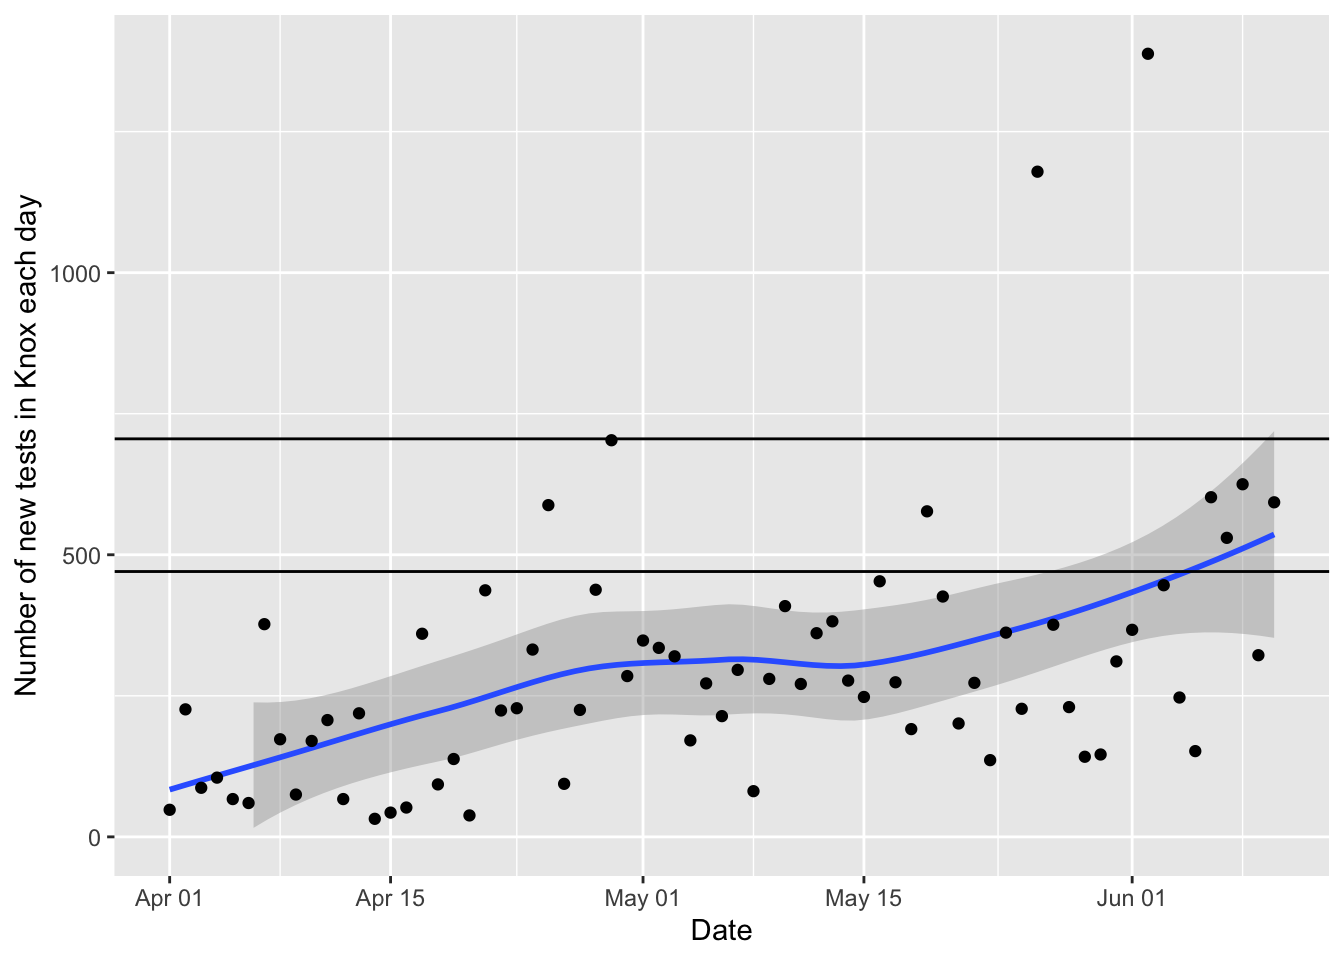 Number of new tests in Knox each day
1000
500
0
Apr 01
Apr 15
May 01
May 15
Jun 01
Date